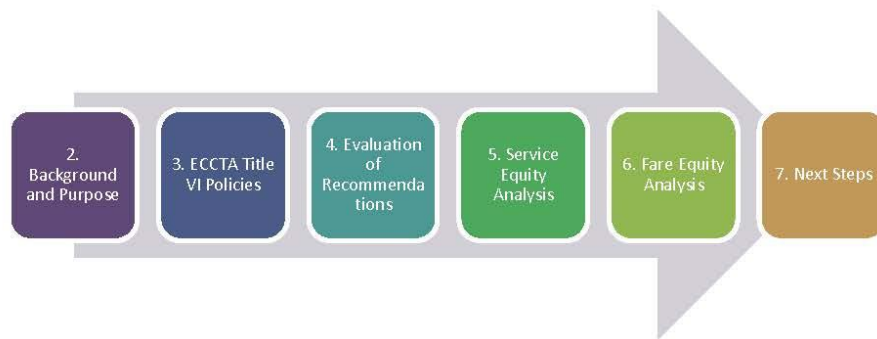 2.
Background
and Purpose
3. ECCTA Title
VI Policies
4. Evaluation
of
Recommenda
tions
5. Service
Equity
Analysis
6. Fare Equity
Analysis
7. Next Steps